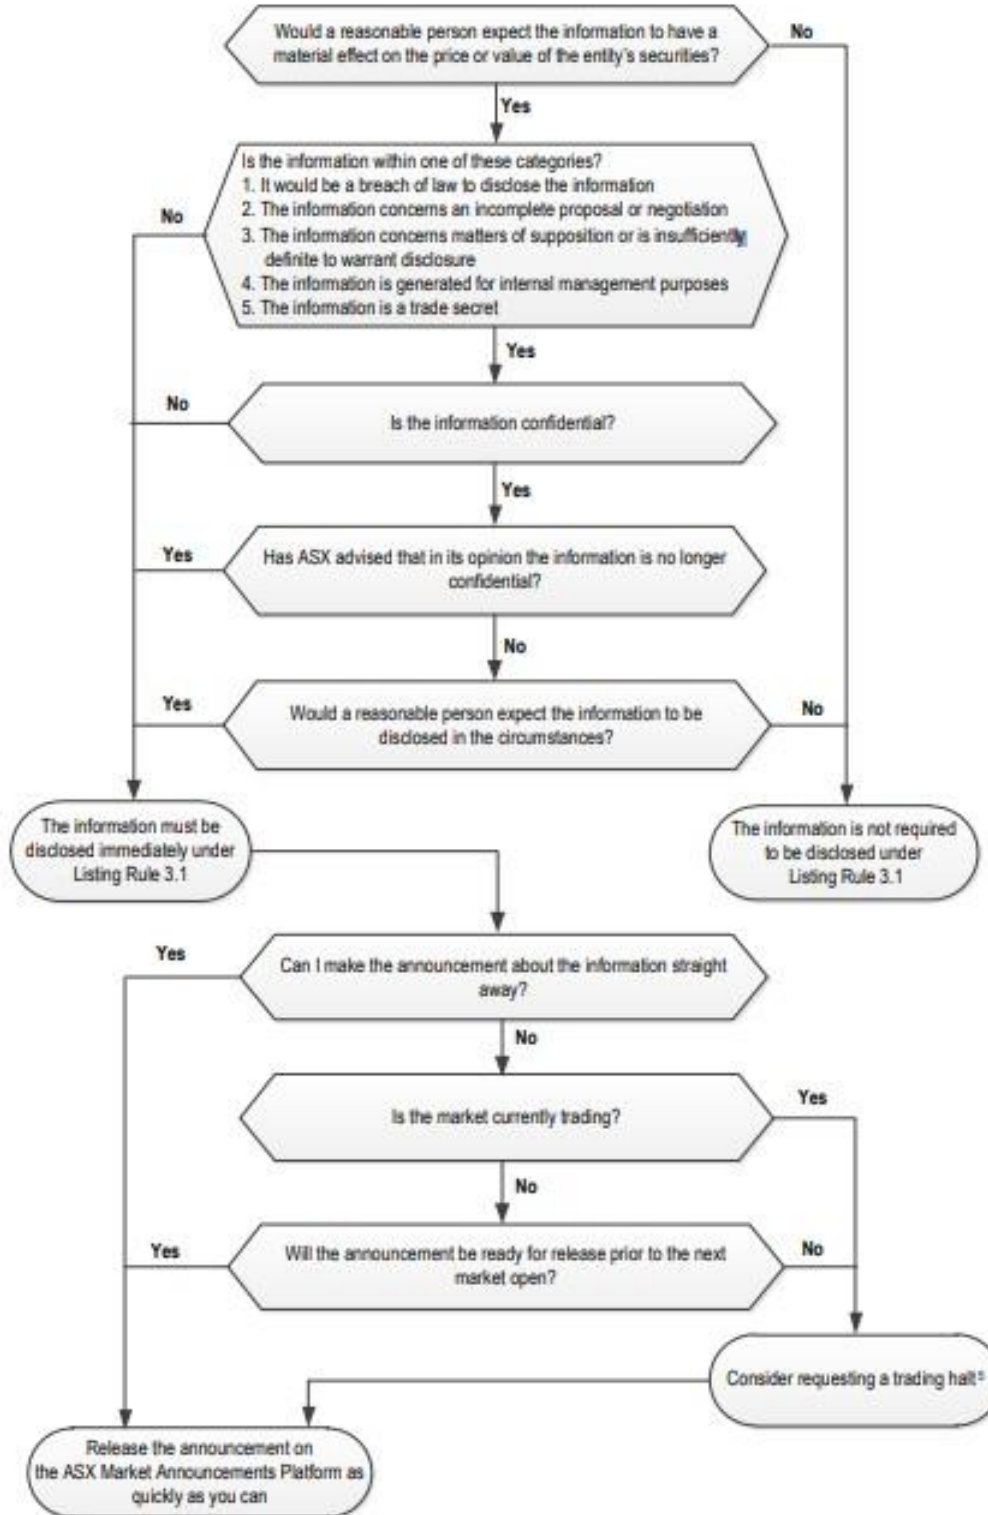 Would a reasonable person expect the information to have a
material effect on the price or value of the entity's securities?
No
Yes
Is the information within one of these categories?
1. It would be a breach of law to disclose the information
2. The information concerns an incomplete proposal or negotiation
3. The information concerns matters of supposition or is insufficiently
definite to warrant disclosure
4. The information is generated for internal management purposes
5. The information is a trade secret
No
Yes
No
Is the information confidential?
Yes
Yes
Has ASX advised that in its opinion the information is no longer
confidential?
No
Yes
Would a reasonable person expect the information to be
disclosed in the circumstances?
No
The information must be
disclosed immediately under
Listing Rule 3.1
The information is not required
to be disclosed under
Listing Rule 3.1
Yes
Can I make the announcement about the information straight
away?
No
Is the market currently trading?
Yes
No
Yes
Will the announcement be ready for release prior to the next
market open?
No
Consider requesting a trading halt⁵
Release the announcement on
the ASX Market Announcements Platform as
quickly as you can